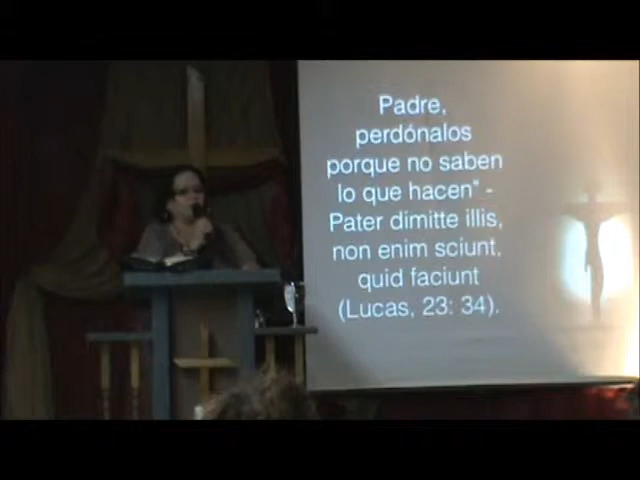 Padre,
perdónalos
porque no saben
lo que hacen" -
Pater dimitte illis,
non enim sciunt,
quid faciunt
(Lucas, 23: 34).